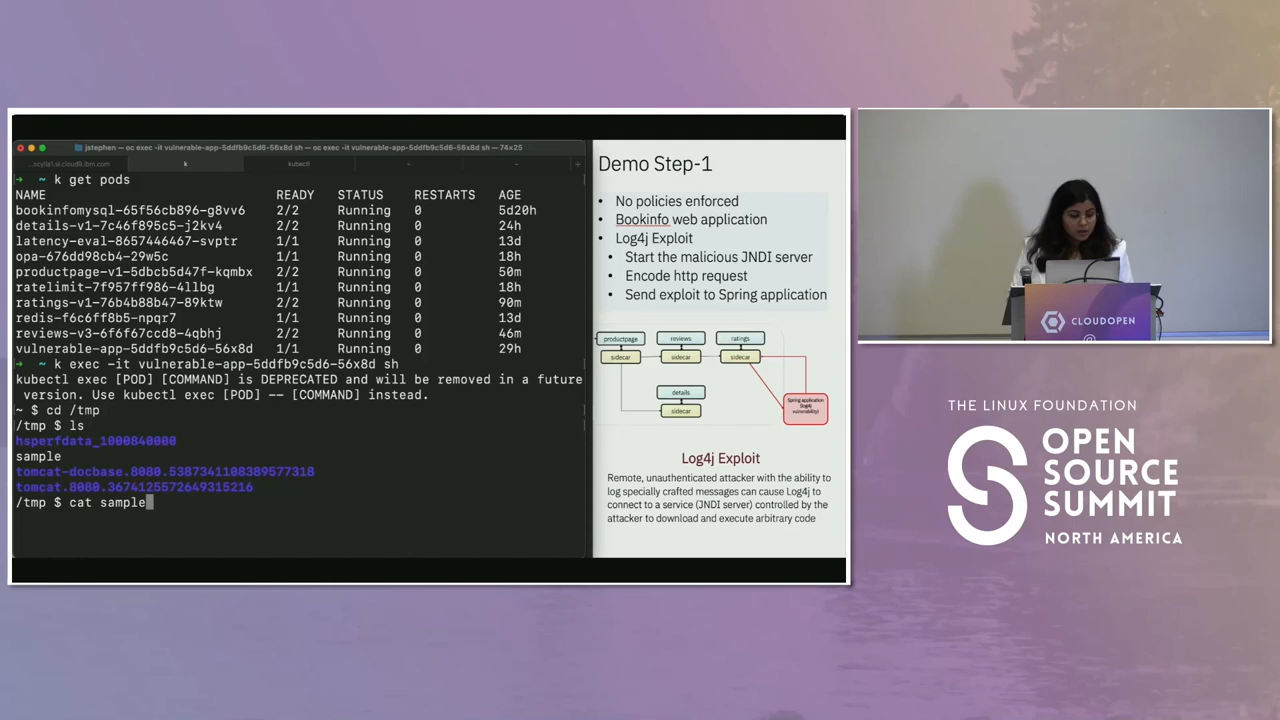 jstephen — oc exec -it vulnerable-app-5ddfb9c5d6-56x8d sh — oc exec -it vulnerable-app-5ddfb9c5d6-56x8d sh — 74×25
k
kubectl
→ ~ k get pods
NAME READY STATUS RESTARTS AGE
bookinfomysql-65f56cb896-g8vv6 2/2 Running 0 5d20h
details-v1-7c46f895c5-j2kv4 2/2 Running 0 24h
latency-eval-8657446467-svptr 1/1 Running 0 13d
opa-676dd98cb4-29w5c 1/1 Running 0 18h
productpage-v1-5dbcb5d47f-kqmbx 2/2 Running 0 50m
ratelimit-7f957ff986-4llbg 1/1 Running 0 18h
ratings-v1-76b4b88b47-89ktw 2/2 Running 0 90m
redis-f6c6ff8b5-npqr7 1/1 Running 0 13d
reviews-v3-6f6f67ccd8-4qbhj 2/2 Running 0 46m
vulnerable-app-5ddfb9c5d6-56x8d 1/1 Running 0 29h
→ ~ k exec -it vulnerable-app-5ddfb9c5d6-56x8d sh
kubectl exec [POD] [COMMAND] is DEPRECATED and will be removed in a future
version. Use kubectl exec [POD] -- [COMMAND] instead.
~ $ cd /tmp
/tmp $ ls
hsperfdata_1000840000
sample
tomcat-docbase.8080.5387341108389577318
tomcat.8080.3674125572649315216
/tmp $ cat sample
Demo Step-1
• No policies enforced
• Bookinfo web application
• Log4j Exploit
• Start the malicious JNDI server
• Encode http request
• Send exploit to Spring application
productpage
reviews
ratings
sidecar
sidecar
sidecar
details
sidecar
Spring application
(log4j
vulnerability)
Log4j Exploit
Remote, unauthenticated attacker with the ability to
log specially crafted messages can cause Log4j to
connect to a service (JNDI server) controlled by the
attacker to download and execute arbitrary code
CLOUDOPEN
THE LINUX FOUNDATION
OPEN
SOURCE
SUMMIT
NORTH AMERICA